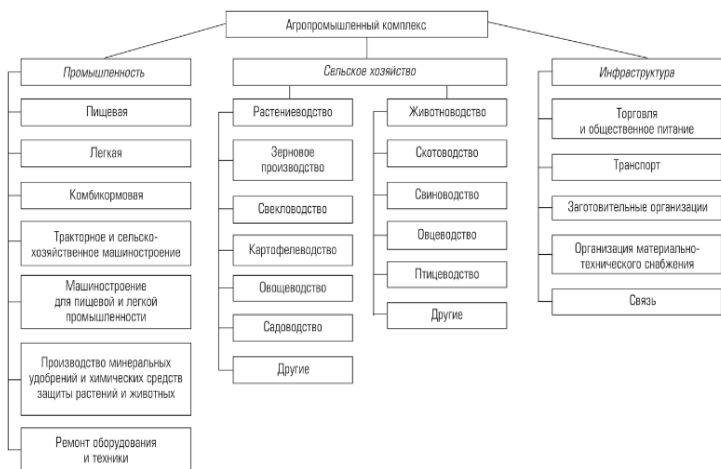 Агропромышленный комплекс
Промышленность
Пищевая
Легкая
Комбикормовая
Тракторное и сельско-
хозяйственное машиностроение
Машиностроение
для пищевой и легкой
промышленности
Производство минеральных
удобрений и химических средств
защиты растений и животных
Ремонт оборудования
и техники
Сельское хозяйство
Растениеводство
Зерновое
производство
Свекловодство
Картофелеводство
Овощеводство
Садоводство
Другие
Животноводство
Скотоводство
Свиноводство
Овцеводство
Птицеводство
Другие
Инфраструктура
Торговля
и общественное питание
Транспорт
Заготовительные организации
Организация материально-
технического снабжения
Связь